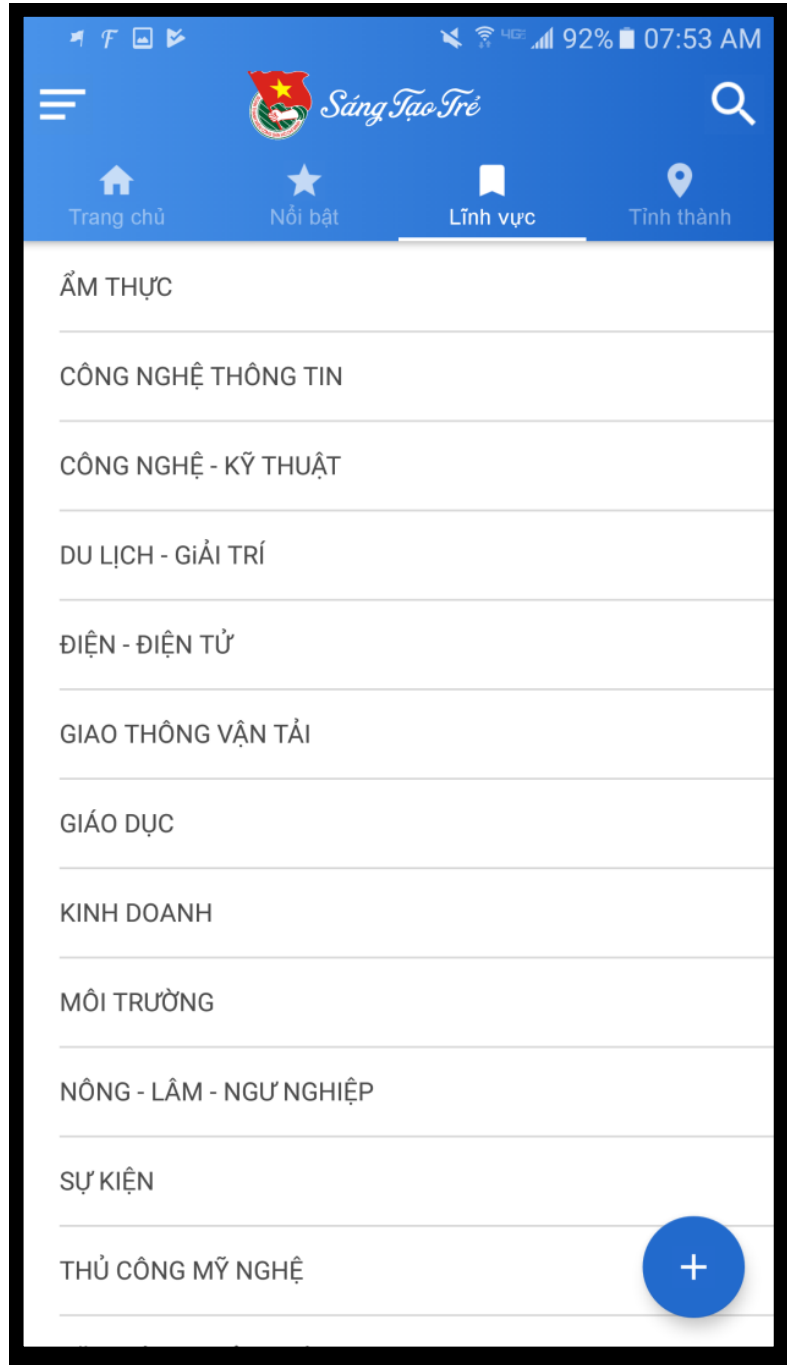 4GE 92% 07:53 AM
Sáng Tạo Trẻ
Trang chủ Nổi bật Lĩnh vực Tỉnh thành
ẨM THỰC
CÔNG NGHỆ THÔNG TIN
CÔNG NGHỆ - KỸ THUẬT
DU LỊCH - GiẢI TRÍ
ĐIỆN - ĐIỆN TỬ
GIAO THÔNG VẬN TẢI
GIÁO DỤC
KINH DOANH
MÔI TRƯỜNG
NÔNG - LÂM - NGƯ NGHIỆP
SỰ KIỆN
THỦ CÔNG MỸ NGHỆ